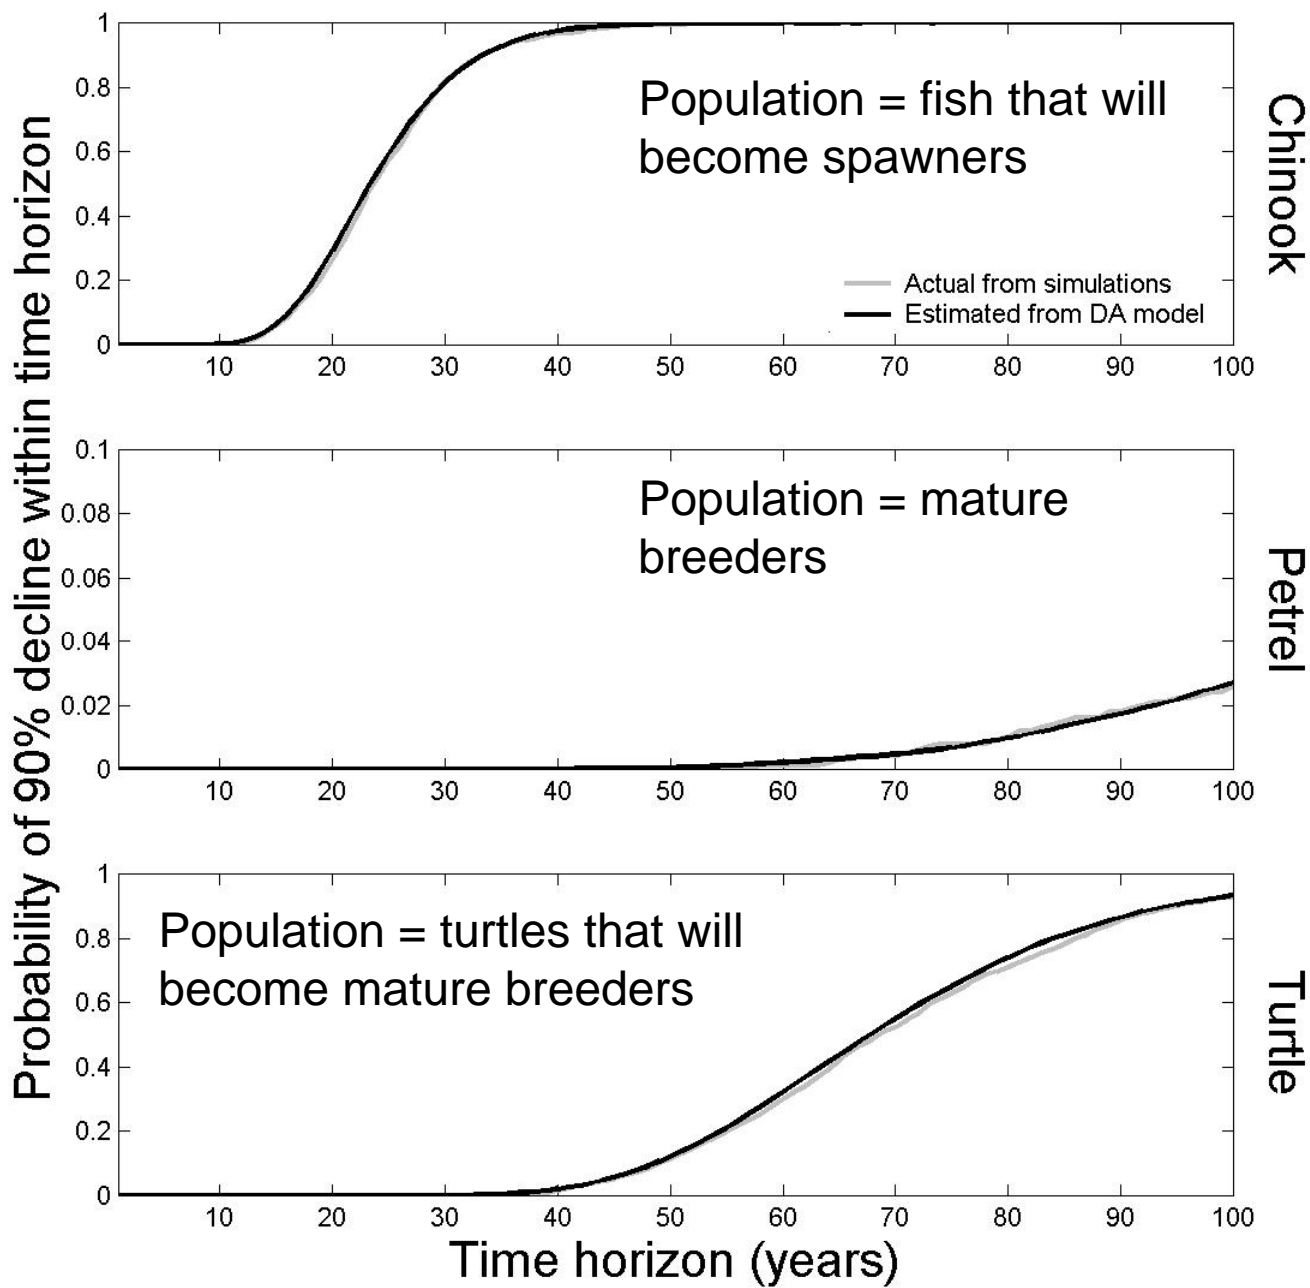 Probability of 90% decline within time horizon
1
0.8
0.6
0.4
0.2
0
Population = fish that will
become spawners
Actual from simulations
Estimated from DA model
10 20 30 40 50 60 70 80 90 100
Chinook
0.1
0.08
0.06
0.04
0.02
0
Population = mature
breeders
10 20 30 40 50 60 70 80 90 100
Petrel
1
0.8
0.6
0.4
0.2
0
Population = turtles that will
become mature breeders
10 20 30 40 50 60 70 80 90 100
Turtle
Time horizon (years)